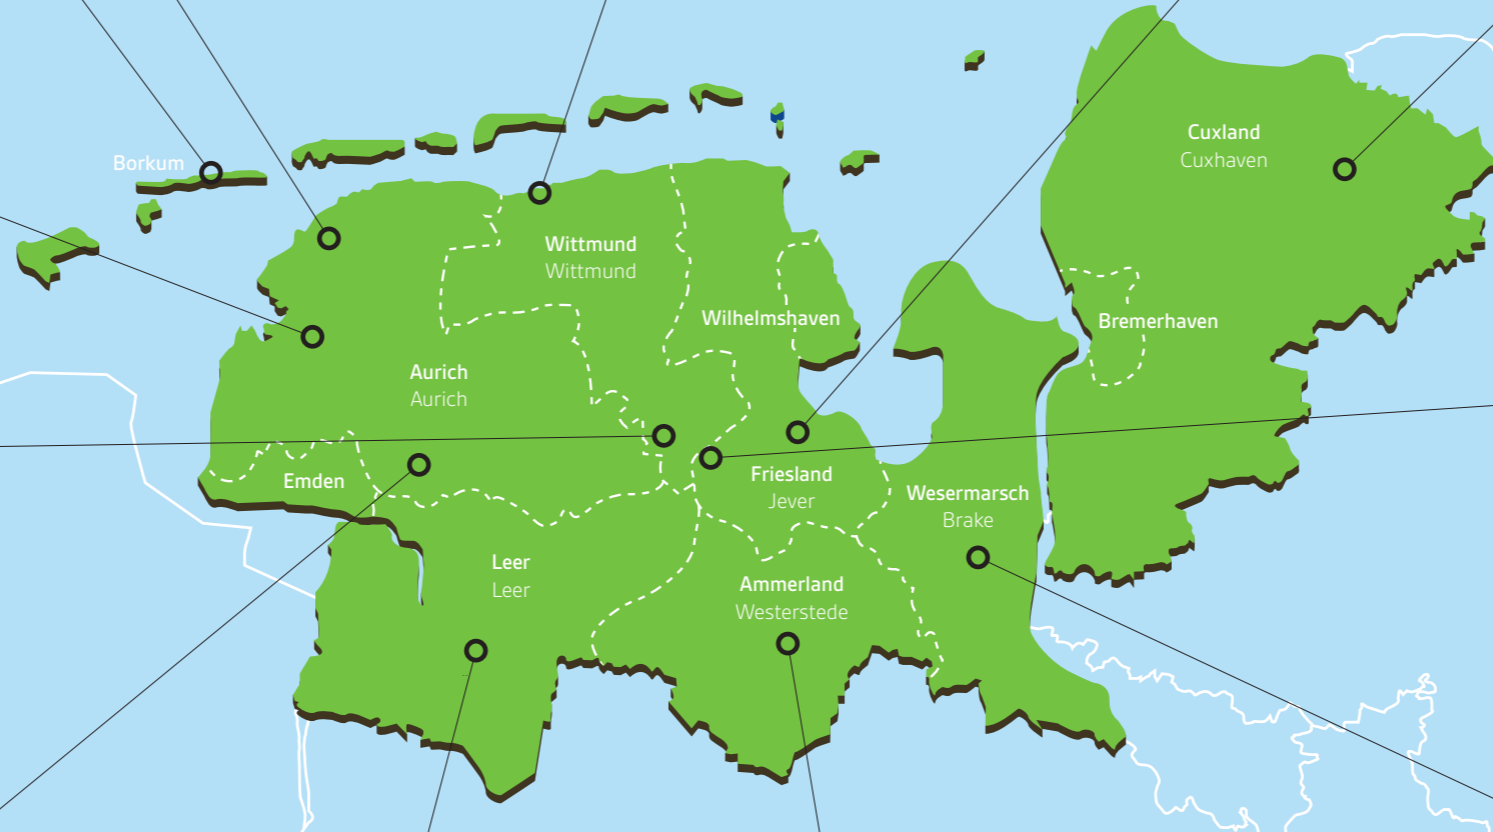 Cuxland
Cuxhaven
Borkum
Wittmund
Wittmund
Wilhelmshaven
Bremerhaven
Aurich
Aurich
Emden
Friesland
Jever
Wesermarsch
Brake
Leer
Leer
Ammerland
Westerstede